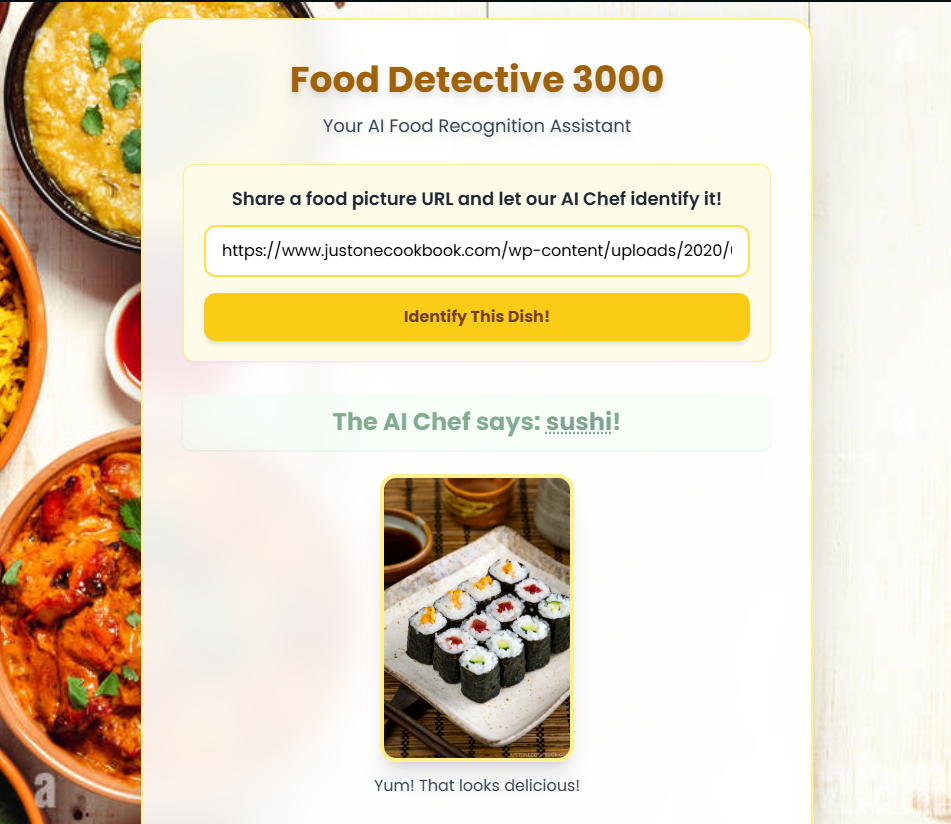 Food Detective 3000
Your AI Food Recognition Assistant
Share a food picture URL and let our AI Chef identify it!
https://www.justonecookbook.com/wp-content/uploads/2020/
Identify This Dish!
The AI Chef says: sushi!
Yum! That looks delicious!
a
a
a